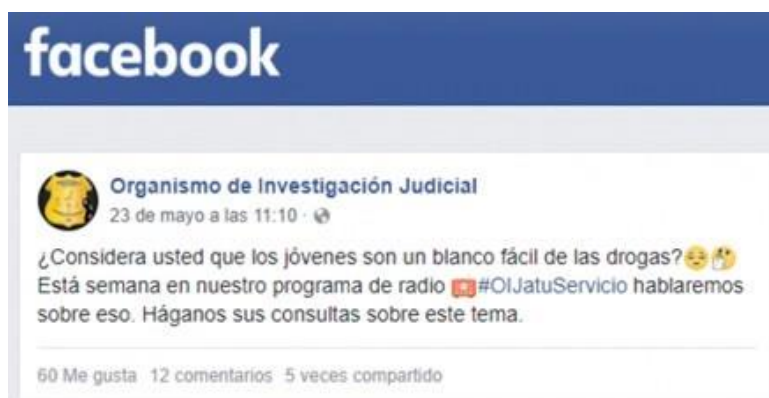 facebook
Organismo de Investigación Judicial
23 de mayo a las 11:10 ·
¿Considera usted que los jóvenes son un blanco fácil de las drogas?😔🤔
Está semana en nuestro programa de radio 📻#OIJatuServicio hablaremos
sobre eso. Háganos sus consultas sobre este tema.
60 Me gusta 12 comentarios 5 veces compartido